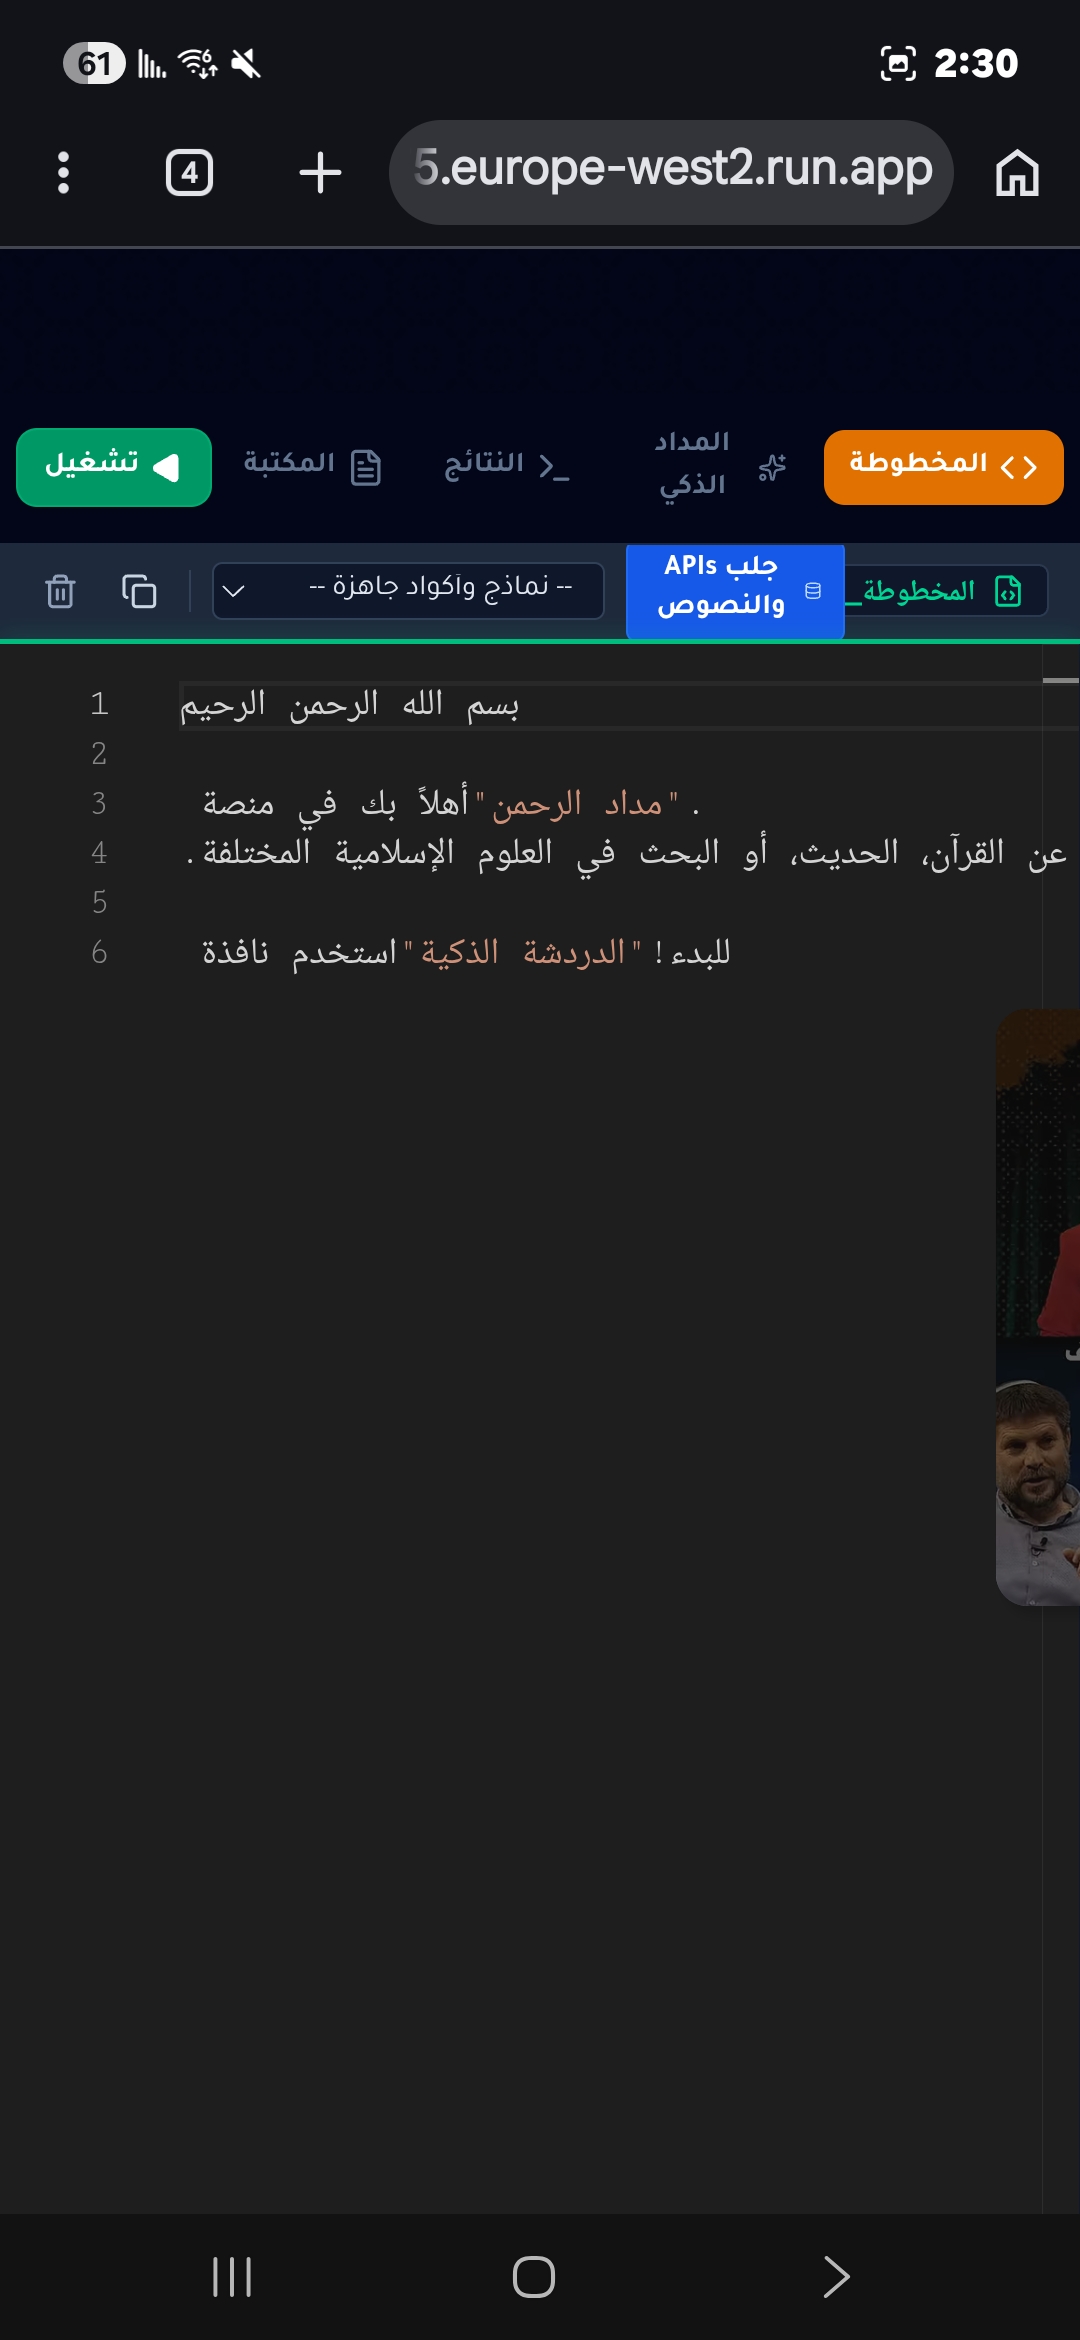 61
2:30
4
5.europe-west2.run.app
المخطوطة
المداد الذكي
النتائج
المكتبة
تشغيل
المخطوطة_
جلب APIs
والنصوص
-- نماذج وأكواد جاهزة --
1 بسم الله الرحمن الرحيم
2
3 أهلاً بك في منصة "مداد الرحمن".
4 عن القرآن، الحديث، أو البحث في العلوم الإسلامية المختلفة.
5
6 استخدم نافذة "الدردشة الذكية" للبدء!